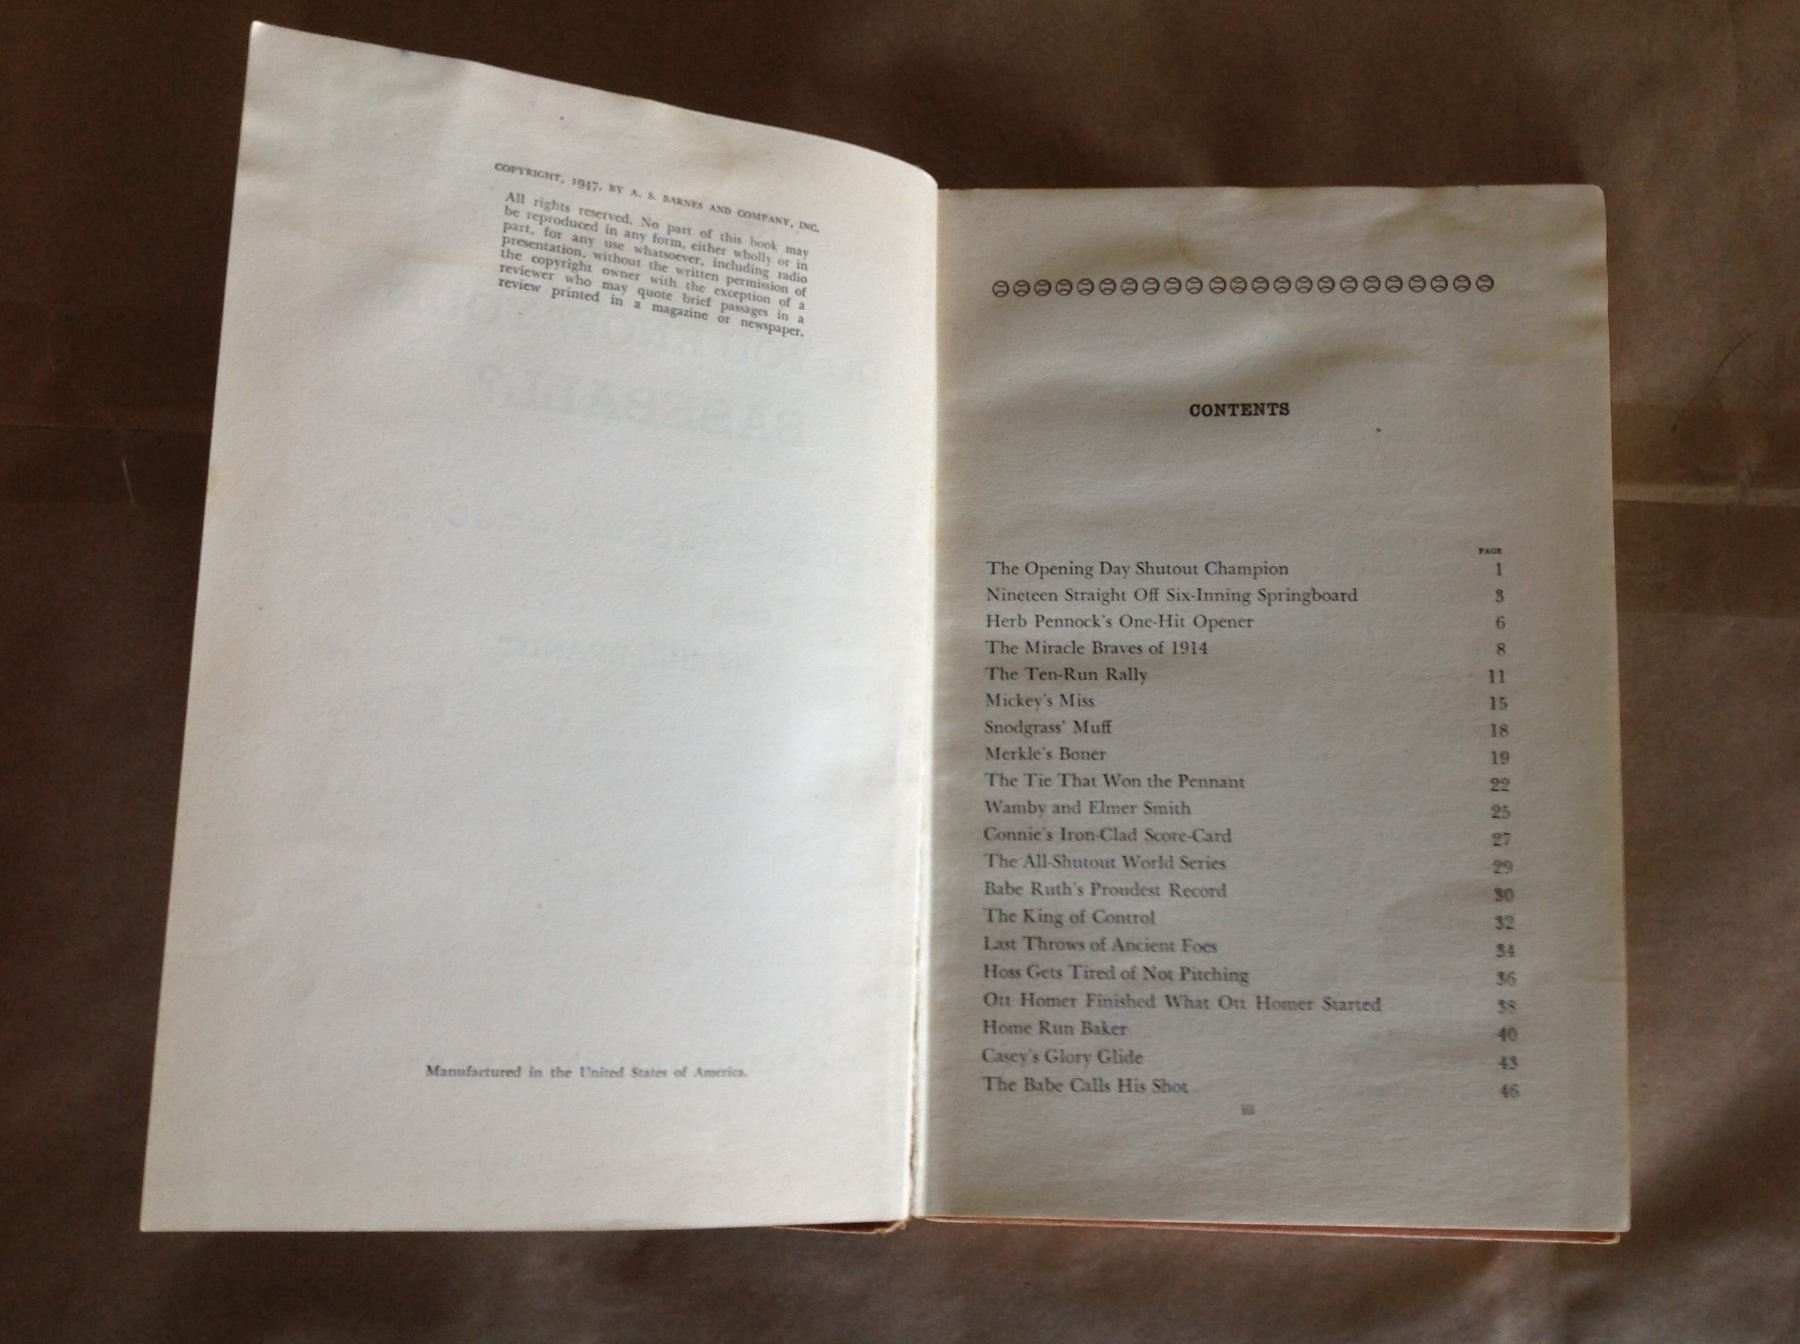 COPYRIGHT, 1947, BY A. S. BARNES AND COMPANY, INC.
All rights reserved. No part of this book may
be reproduced in any form, either wholly or in
part, for any use whatsoever, including radio
presentation, without the written permission of
the copyright owner with the exception of a
reviewer who may quote brief passages in a
review printed in a magazine or newspaper.
Manufactured in the United States of America.
CONTENTS
PAGE
The Opening Day Shutout Champion 1
Nineteen Straight Off Six-Inning Springboard 3
Herb Pennock's One-Hit Opener 6
The Miracle Braves of 1914 8
The Ten-Run Rally 11
Mickey's Miss 15
Snodgrass' Muff 18
Merkle's Boner 19
The Tie That Won the Pennant 22
Wamby and Elmer Smith 25
Connie's Iron-Clad Score-Card 27
The All-Shutout World Series 29
Babe Ruth's Proudest Record 30
The King of Control 32
Last Throws of Ancient Foes 34
Hoss Gets Tired of Not Pitching 36
Ott Homer Finished What Ott Homer Started 38
Home Run Baker 40
Casey's Glory Glide 43
The Babe Calls His Shot 46
iii